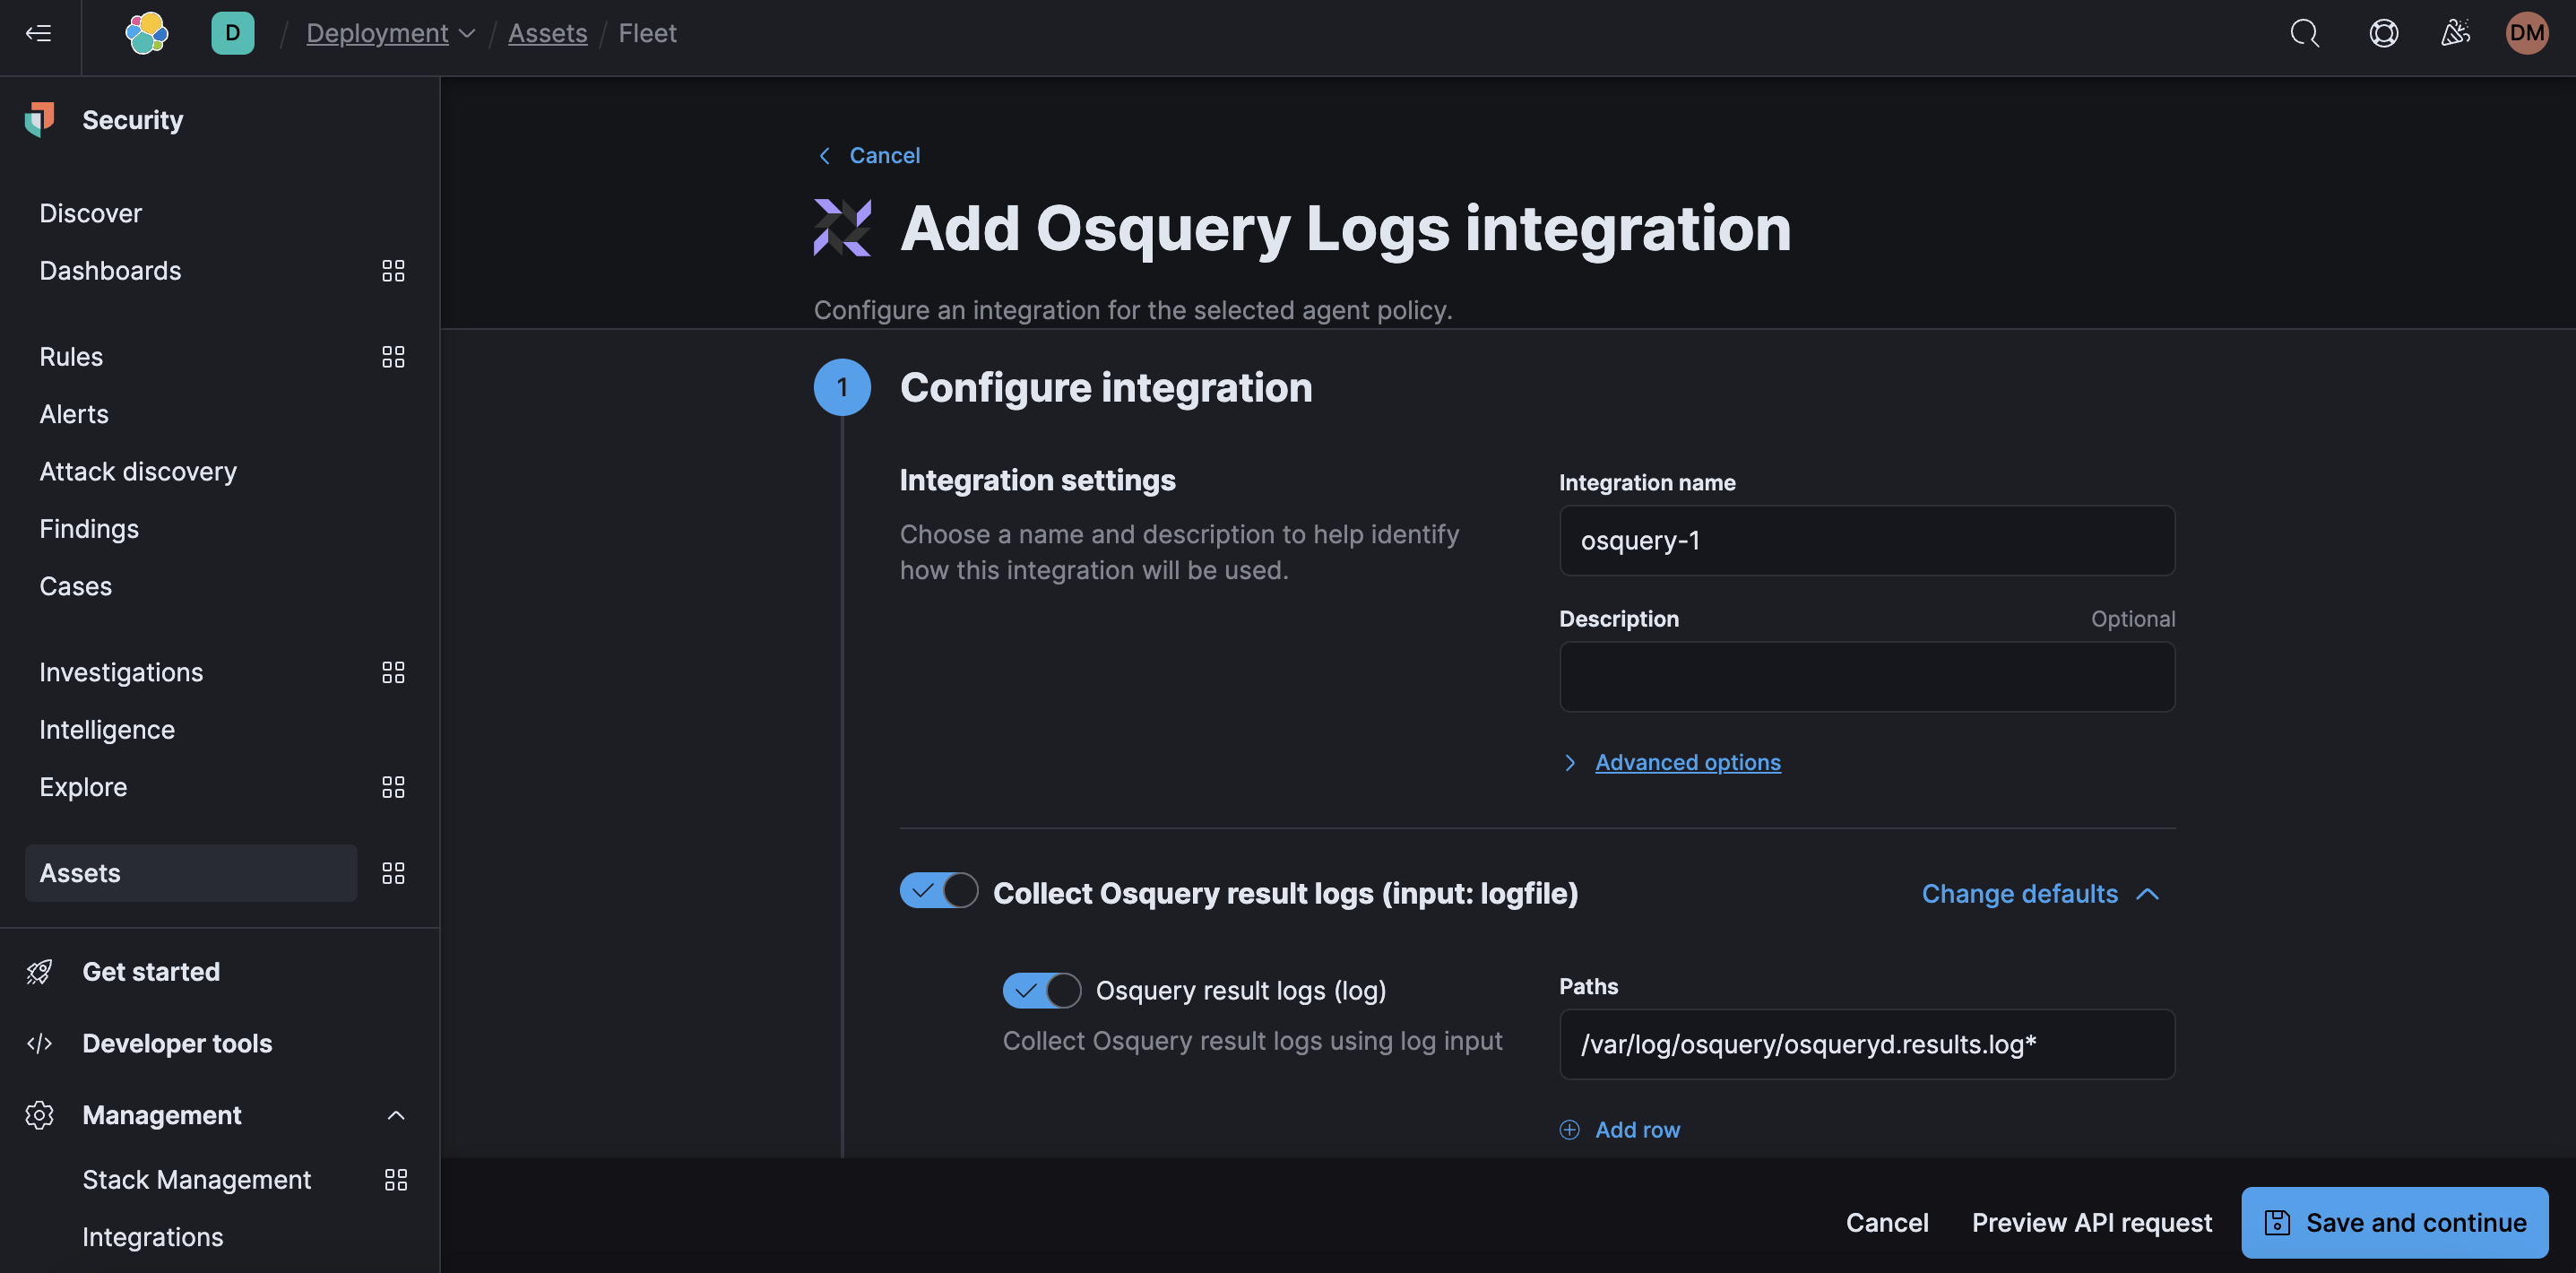 D / Deployment / Assets / Fleet
DM
Security
Discover
Dashboards
Rules
Alerts
Attack discovery
Findings
Cases
Investigations
Intelligence
Explore
Assets
Get started
Developer tools
Management
Stack Management
Integrations
Cancel
Add Osquery Logs integration
Configure an integration for the selected agent policy.
1 Configure integration
Integration settings
Choose a name and description to help identify
how this integration will be used.
Integration name
osquery-1
Description Optional
Advanced options
Collect Osquery result logs (input: logfile) Change defaults
Osquery result logs (log)
Collect Osquery result logs using log input
Paths
/var/log/osquery/osqueryd.results.log*
Add row
Cancel Preview API request Save and continue